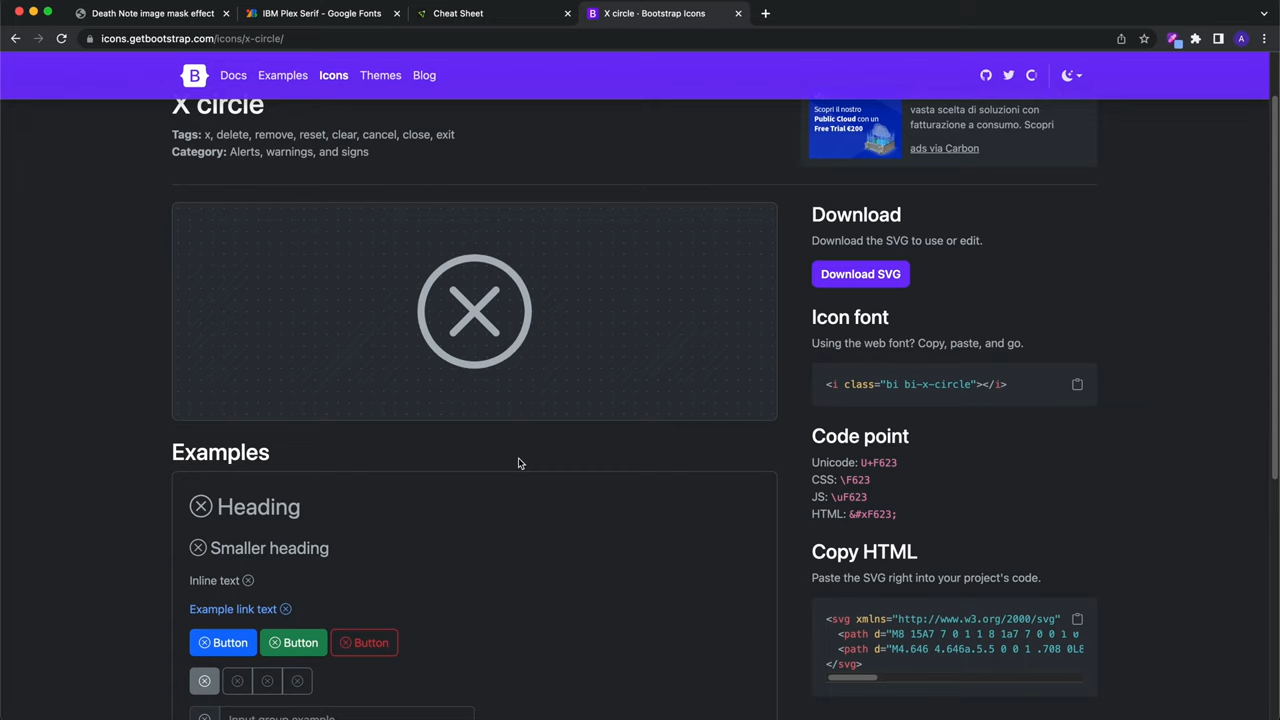 Death Note image mask effect
IBM Plex Serif - Google Fonts
Cheat Sheet
X circle · Bootstrap Icons
icons.getbootstrap.com/icons/x-circle/
A
B
Docs
Examples
Icons
Themes
Blog
X circle
Tags: x, delete, remove, reset, clear, cancel, close, exit
Category: Alerts, warnings, and signs
Scopri il nostro
Public Cloud con un
Free Trial €200
vasta scelta di soluzioni con
fatturazione a consumo. Scopri
ads via Carbon
Examples
Heading
Smaller heading
Inline text
Example link text
Button
Button
Button
Input group example
Download
Download the SVG to use or edit.
Download SVG
Icon font
Using the web font? Copy, paste, and go.
<i class="bi bi-x-circle"></i>
Code point
Unicode: U+F623
CSS: \F623
JS: \uF623
HTML: &#xF623;
Copy HTML
Paste the SVG right into your project's code.
<svg xmlns="http://www.w3.org/2000/svg"
<path d="M8 15A7 7 0 1 1 8 1a7 7 0 0 1
<path d="M4.646 4.646a.5.5 0 0 1 .708 0L8
</svg>